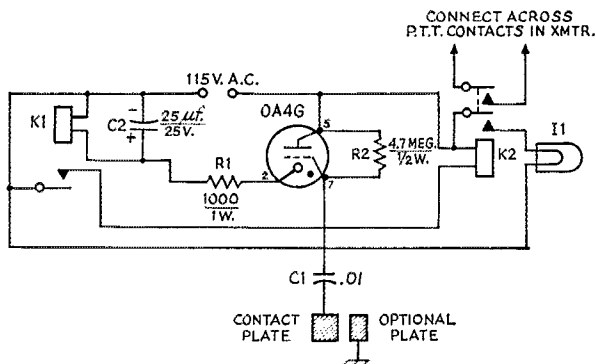 CONNECT ACROSS
P.T.T. CONTACTS IN XMTR.
115V. A.C.
K1
C2
-
+
25 µf.
25V.
0A4G
5
2
7
R1
1000
1W.
R2
4.7 MEG.
1/2W.
K2
I1
C1
.01
CONTACT
PLATE
OPTIONAL
PLATE